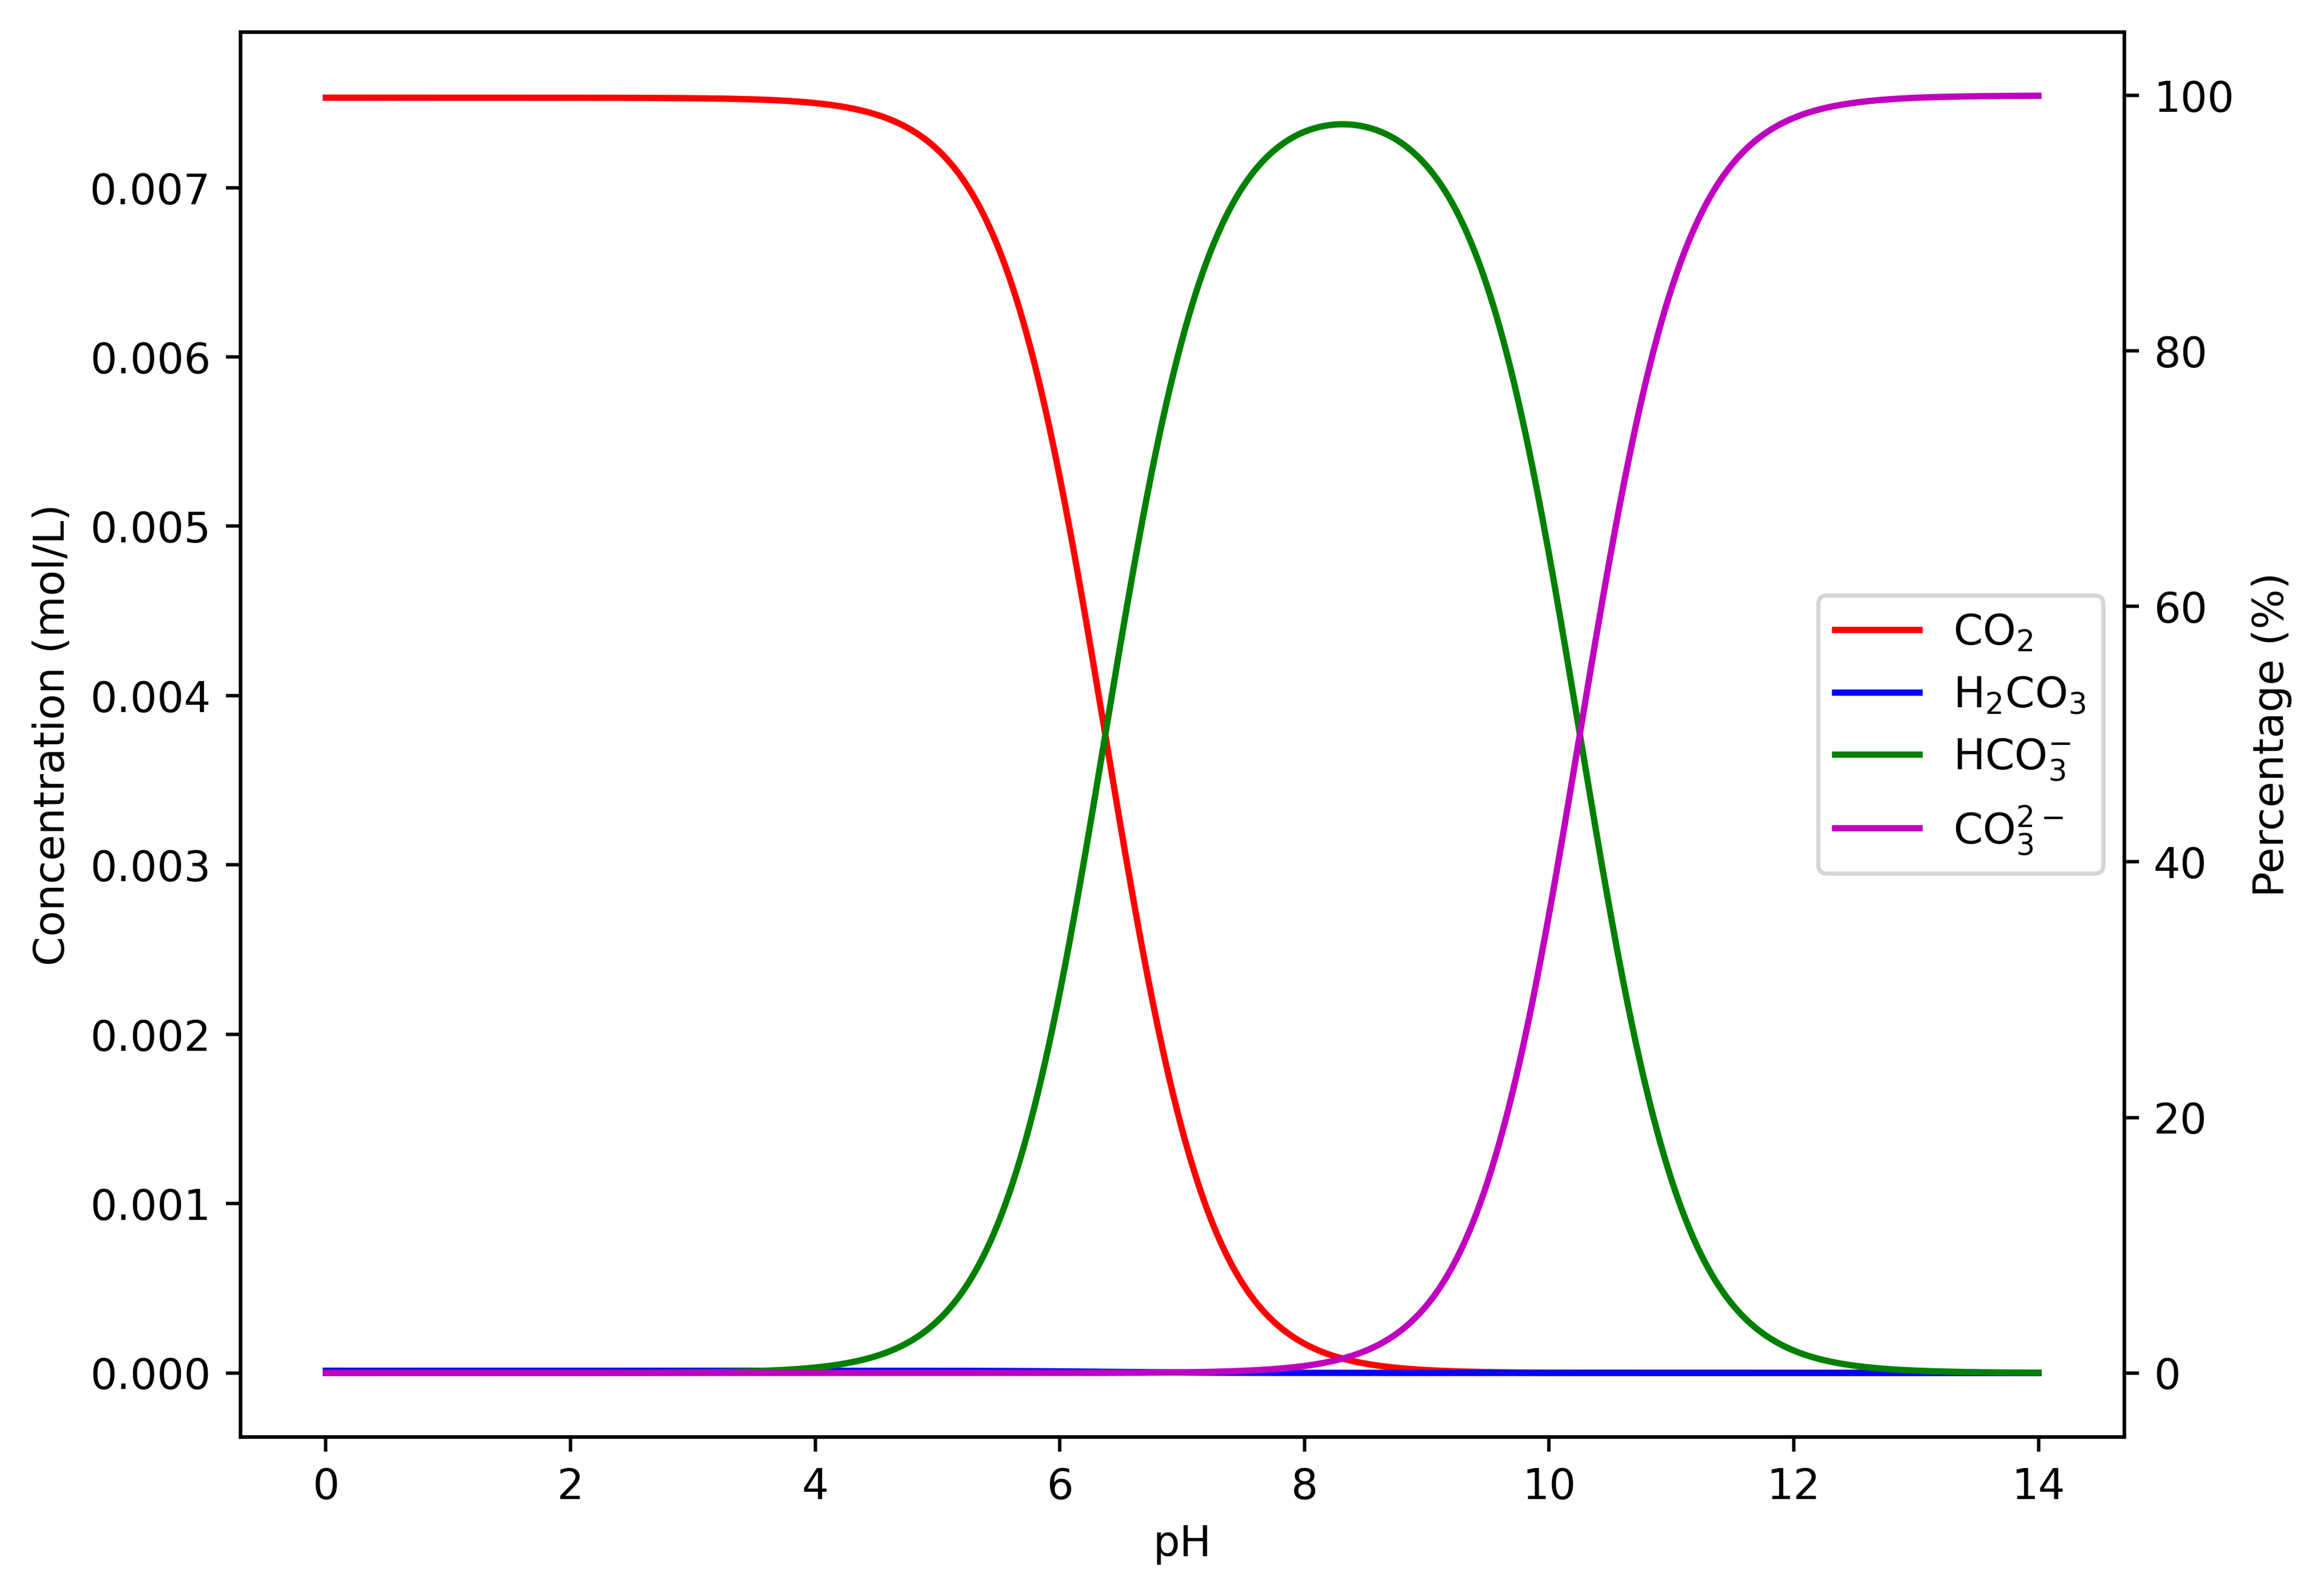 Concentration (mol/L)
0.007
0.006
0.005
0.004
0.003
0.002
0.001
0.000
100
80
60
40
20
0
Percentage (%)
CO₂
H₂CO₃
HCO₃⁻
CO₃²⁻
0 2 4 6 8 10 12 14
pH